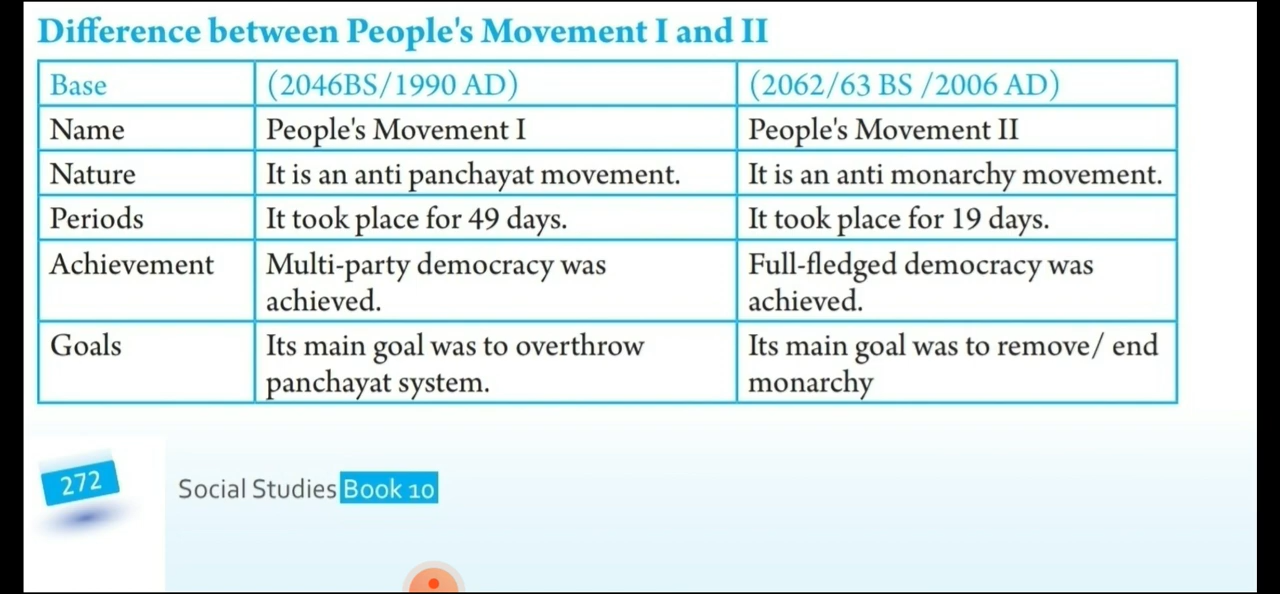 Difference between People's Movement I and II
Base (2046BS/1990 AD) (2062/63 BS /2006 AD)
Name People's Movement I People's Movement II
Nature It is an anti panchayat movement. It is an anti monarchy movement.
Periods It took place for 49 days. It took place for 19 days.
Achievement Multi-party democracy was Full-fledged democracy was
achieved. achieved.
Goals Its main goal was to overthrow Its main goal was to remove/ end
panchayat system. monarchy
272 Social Studies Book 10